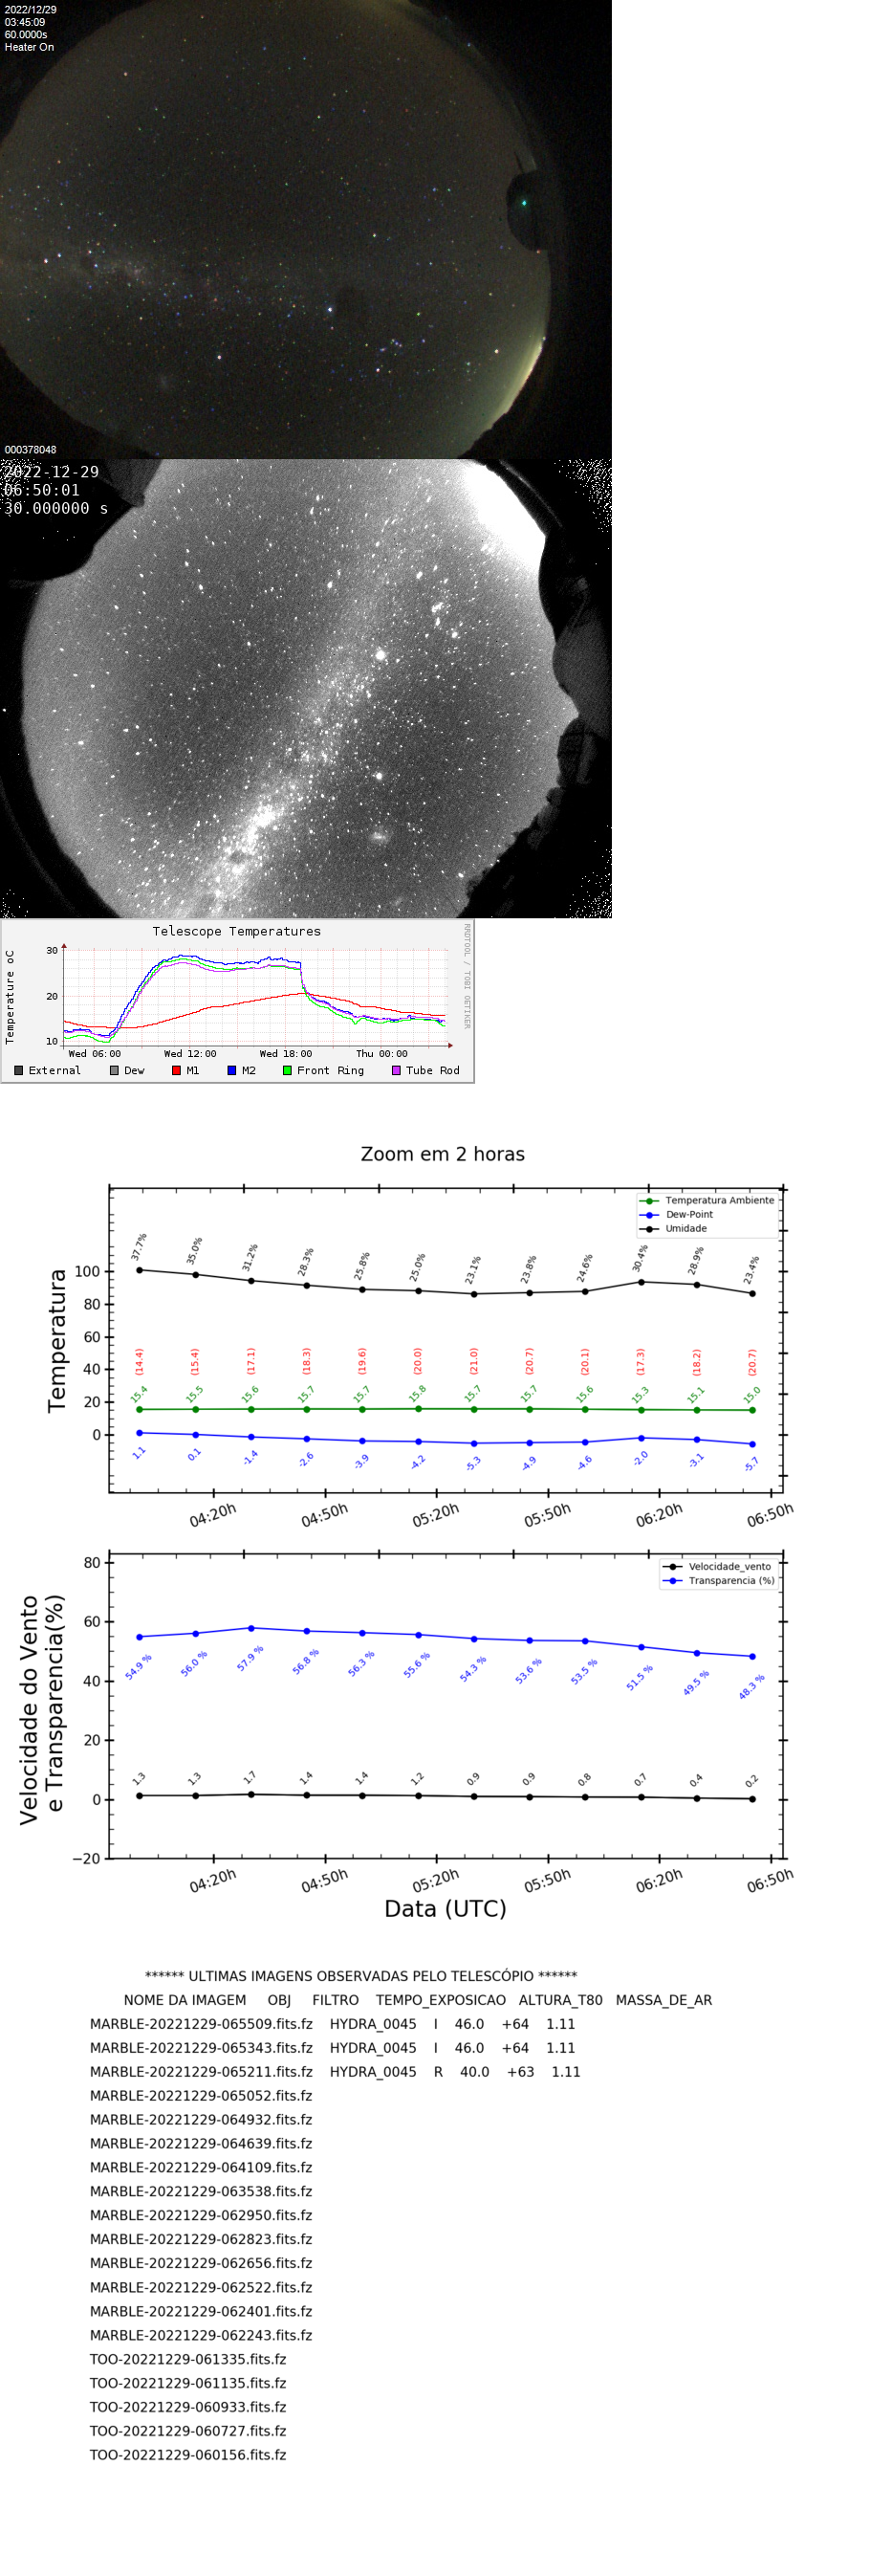 2022/12/29
03:45:09
60.0000s
Heater On
000378048
2022-12-29
06:50:01
30.000000 s
Telescope Temperatures
RRDTOOL / TOBI OETIKER
Temperature oC
30
20
10
Wed 06:00 Wed 12:00 Wed 18:00 Thu 00:00
External Dew M1 M2 Front Ring Tube Rod
Zoom em 2 horas
Temperatura Ambiente
Dew-Point
Umidade
Temperatura
100
80
60
40
20
0
37.7% 35.0% 31.2% 28.3% 25.8% 25.0% 23.1% 23.8% 24.6% 30.4% 28.9% 23.4%
(14.4) (15.4) (17.1) (18.3) (19.6) (20.0) (21.0) (20.7) (20.1) (17.3) (18.2) (20.7)
15.4 15.5 15.6 15.7 15.7 15.8 15.7 15.7 15.6 15.3 15.1 15.0
1.1 0.1 -1.4 -2.6 -3.9 -4.2 -5.3 -4.9 -4.6 -2.0 -3.1 -5.7
04:20h 04:50h 05:20h 05:50h 06:20h 06:50h
Velocidade_vento
Transparencia (%)
Velocidade do Vento
e Transparencia(%)
80
60
40
20
0
−20
54.9 % 56.0 % 57.9 % 56.8 % 56.3 % 55.6 % 54.3 % 53.6 % 53.5 % 51.5 % 49.5 % 48.3 %
1.3 1.3 1.7 1.4 1.4 1.2 0.9 0.9 0.8 0.7 0.4 0.2
04:20h 04:50h 05:20h 05:50h 06:20h 06:50h
Data (UTC)
****** ULTIMAS IMAGENS OBSERVADAS PELO TELESCÓPIO ******
NOME DA IMAGEM OBJ FILTRO TEMPO_EXPOSICAO ALTURA_T80 MASSA_DE_AR
MARBLE-20221229-065509.fits.fz HYDRA_0045 I 46.0 +64 1.11
MARBLE-20221229-065343.fits.fz HYDRA_0045 I 46.0 +64 1.11
MARBLE-20221229-065211.fits.fz HYDRA_0045 R 40.0 +63 1.11
MARBLE-20221229-065052.fits.fz
MARBLE-20221229-064932.fits.fz
MARBLE-20221229-064639.fits.fz
MARBLE-20221229-064109.fits.fz
MARBLE-20221229-063538.fits.fz
MARBLE-20221229-062950.fits.fz
MARBLE-20221229-062823.fits.fz
MARBLE-20221229-062656.fits.fz
MARBLE-20221229-062522.fits.fz
MARBLE-20221229-062401.fits.fz
MARBLE-20221229-062243.fits.fz
TOO-20221229-061335.fits.fz
TOO-20221229-061135.fits.fz
TOO-20221229-060933.fits.fz
TOO-20221229-060727.fits.fz
TOO-20221229-060156.fits.fz